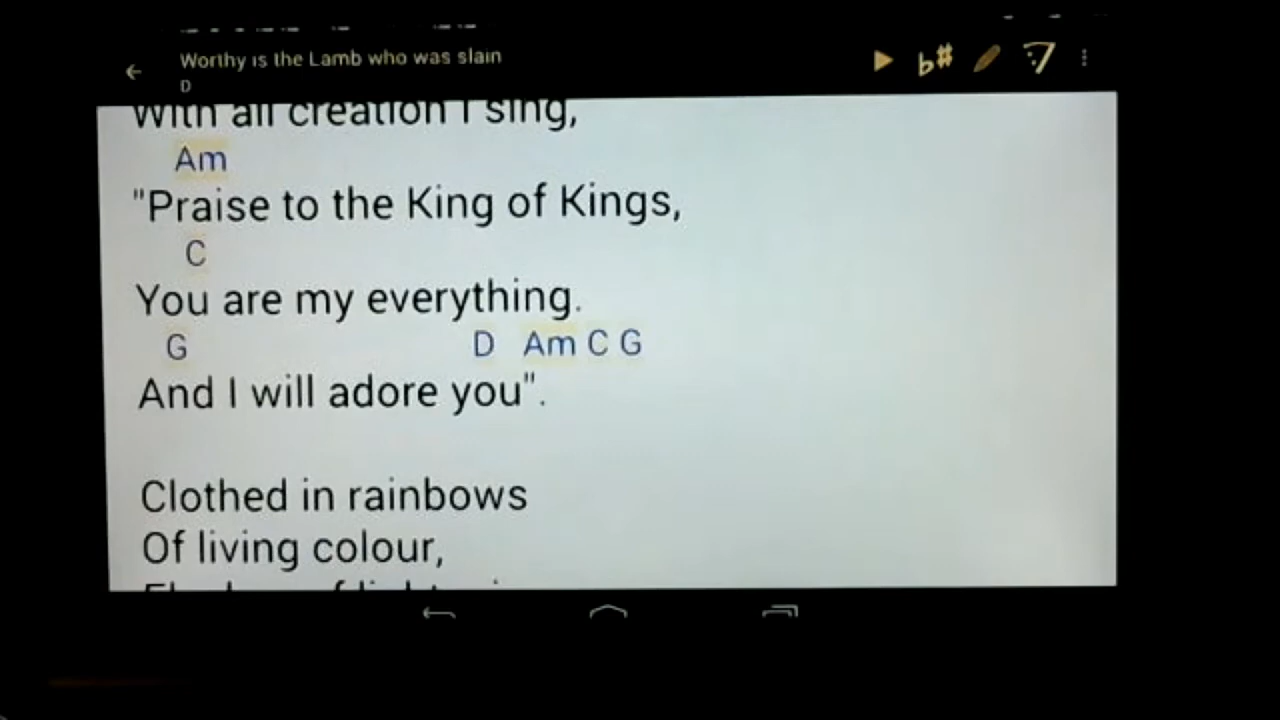 Worthy is the Lamb who was slain
D
With all creation I sing,
Am
"Praise to the King of Kings,
C
You are my everything.
G D Am C G
And I will adore you".
Clothed in rainbows
Of living colour,